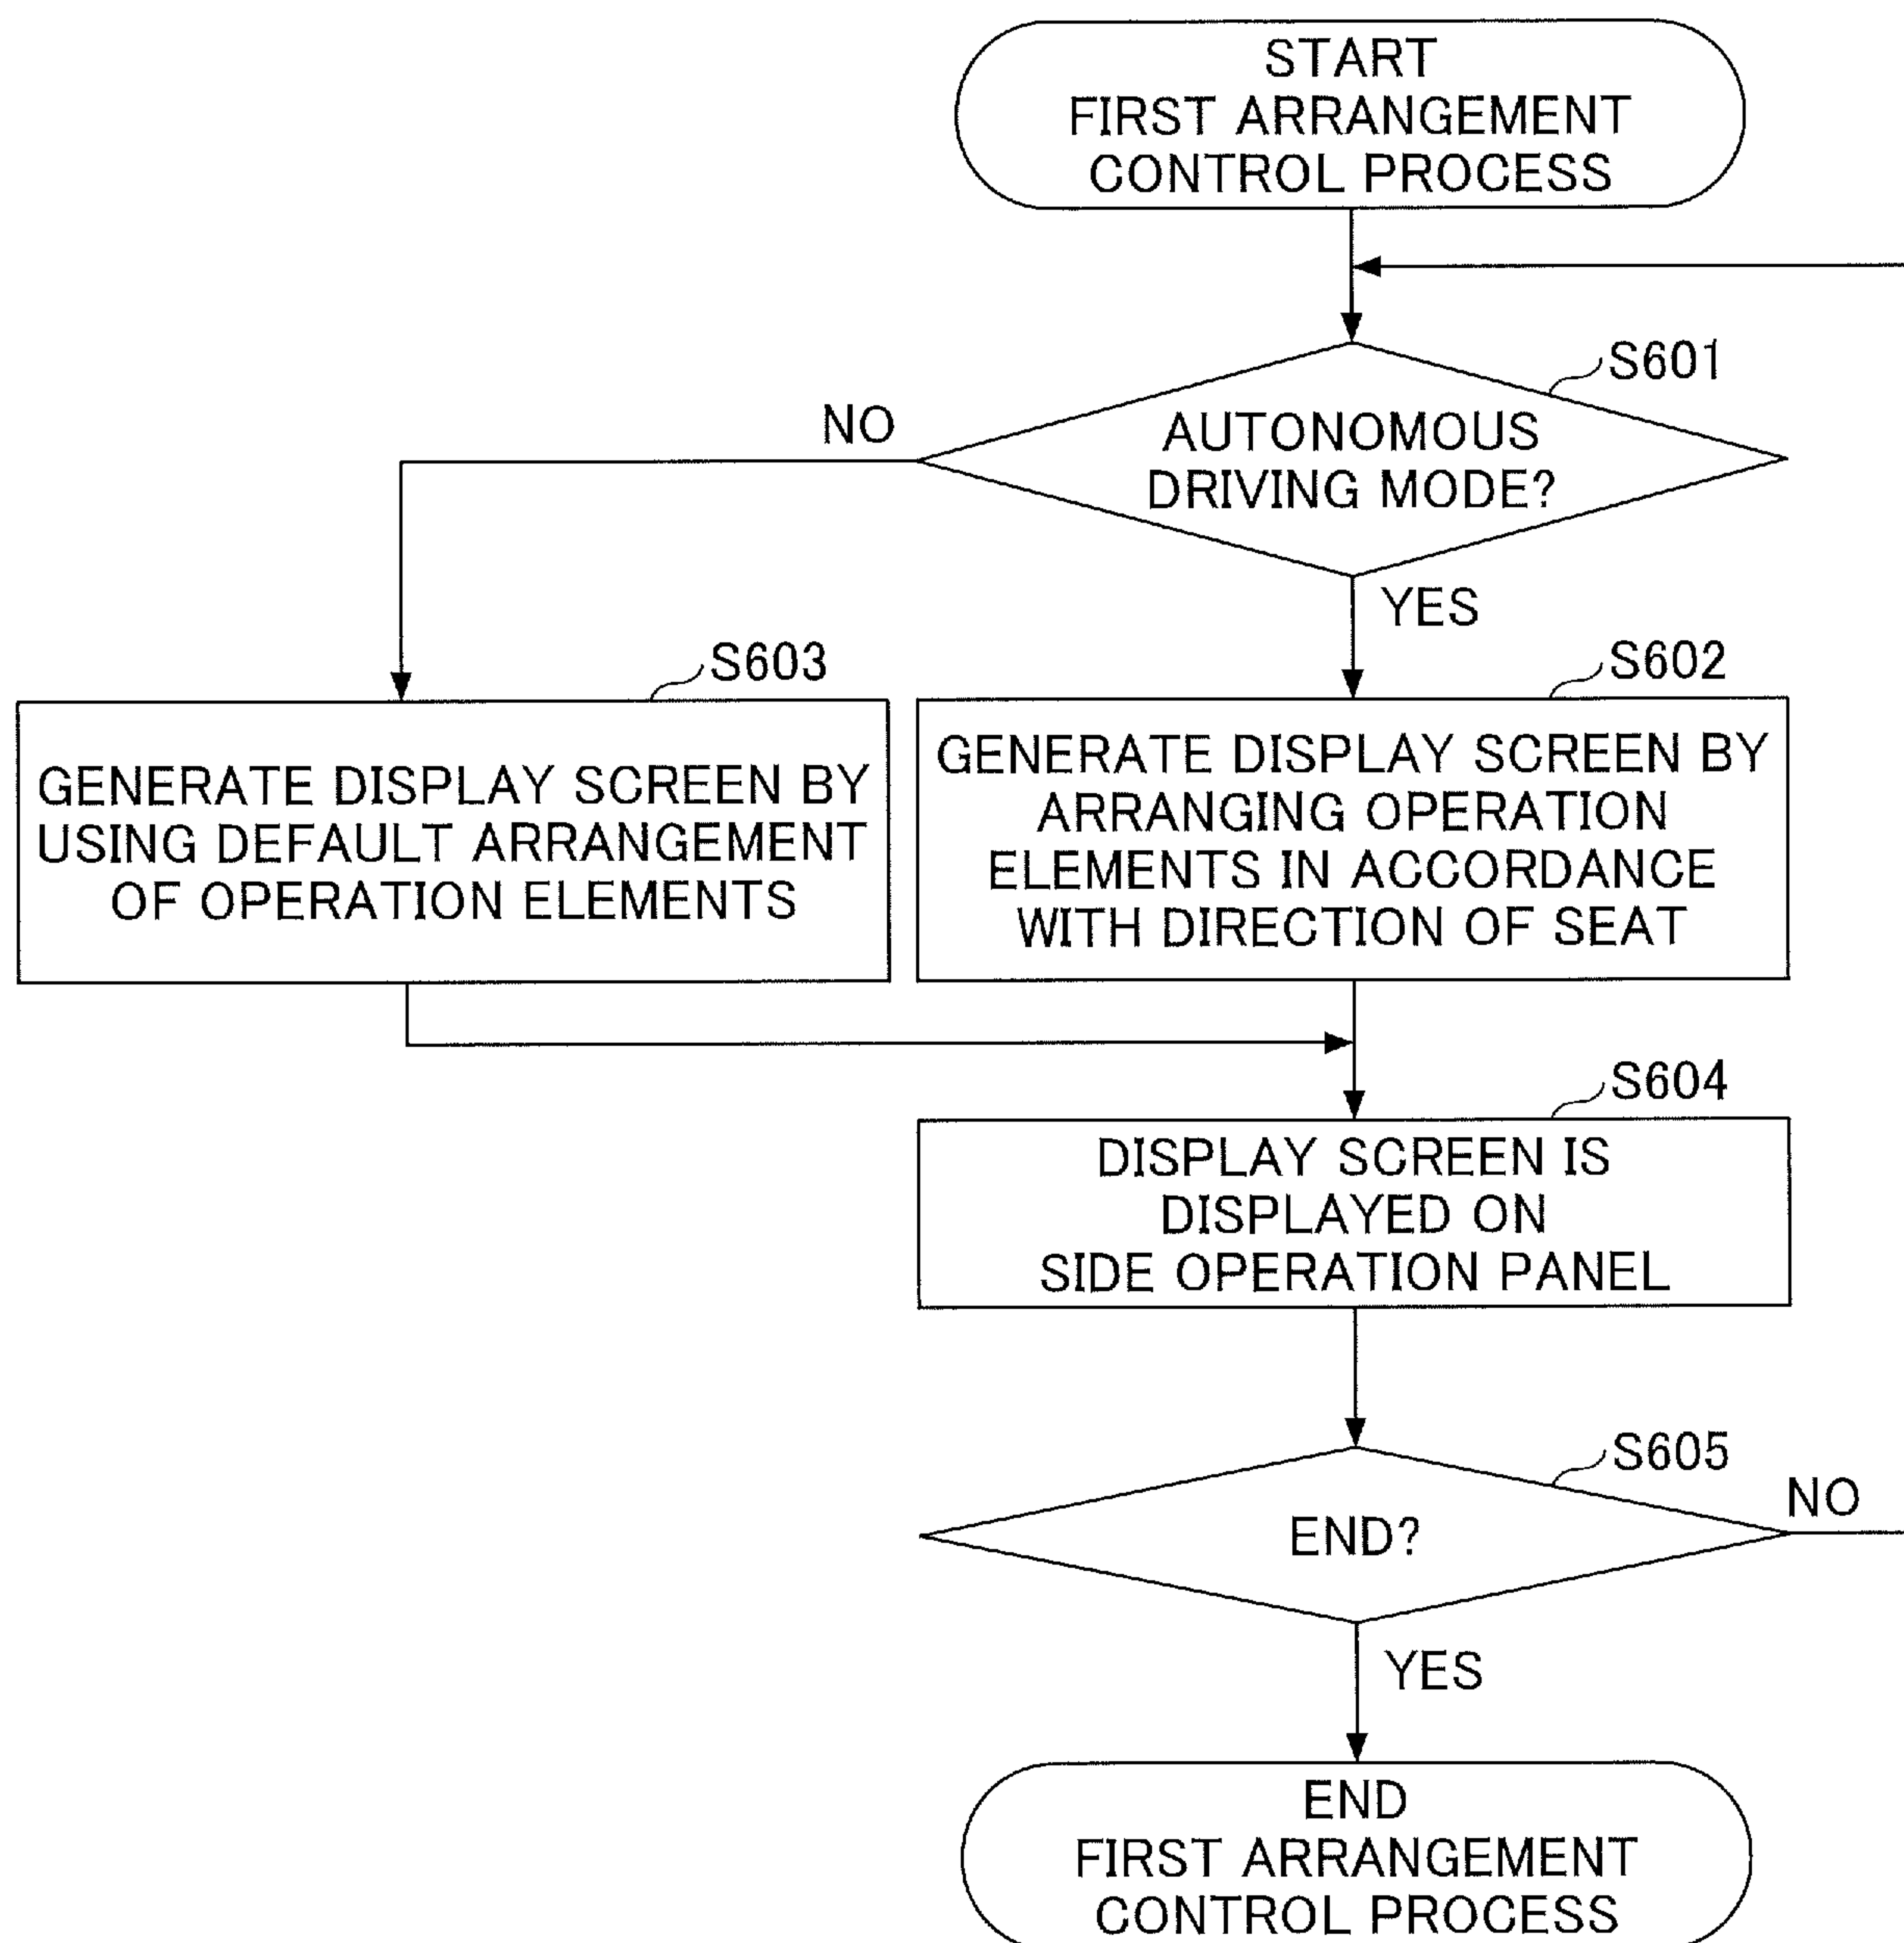 START
FIRST ARRANGEMENT
CONTROL PROCESS
S601
AUTONOMOUS
DRIVING MODE?
NO
YES
S603
GENERATE DISPLAY SCREEN BY
USING DEFAULT ARRANGEMENT
OF OPERATION ELEMENTS
S602
GENERATE DISPLAY SCREEN BY
ARRANGING OPERATION
ELEMENTS IN ACCORDANCE
WITH DIRECTION OF SEAT
S604
DISPLAY SCREEN IS
DISPLAYED ON
SIDE OPERATION PANEL
S605
END?
NO
YES
END
FIRST ARRANGEMENT
CONTROL PROCESS